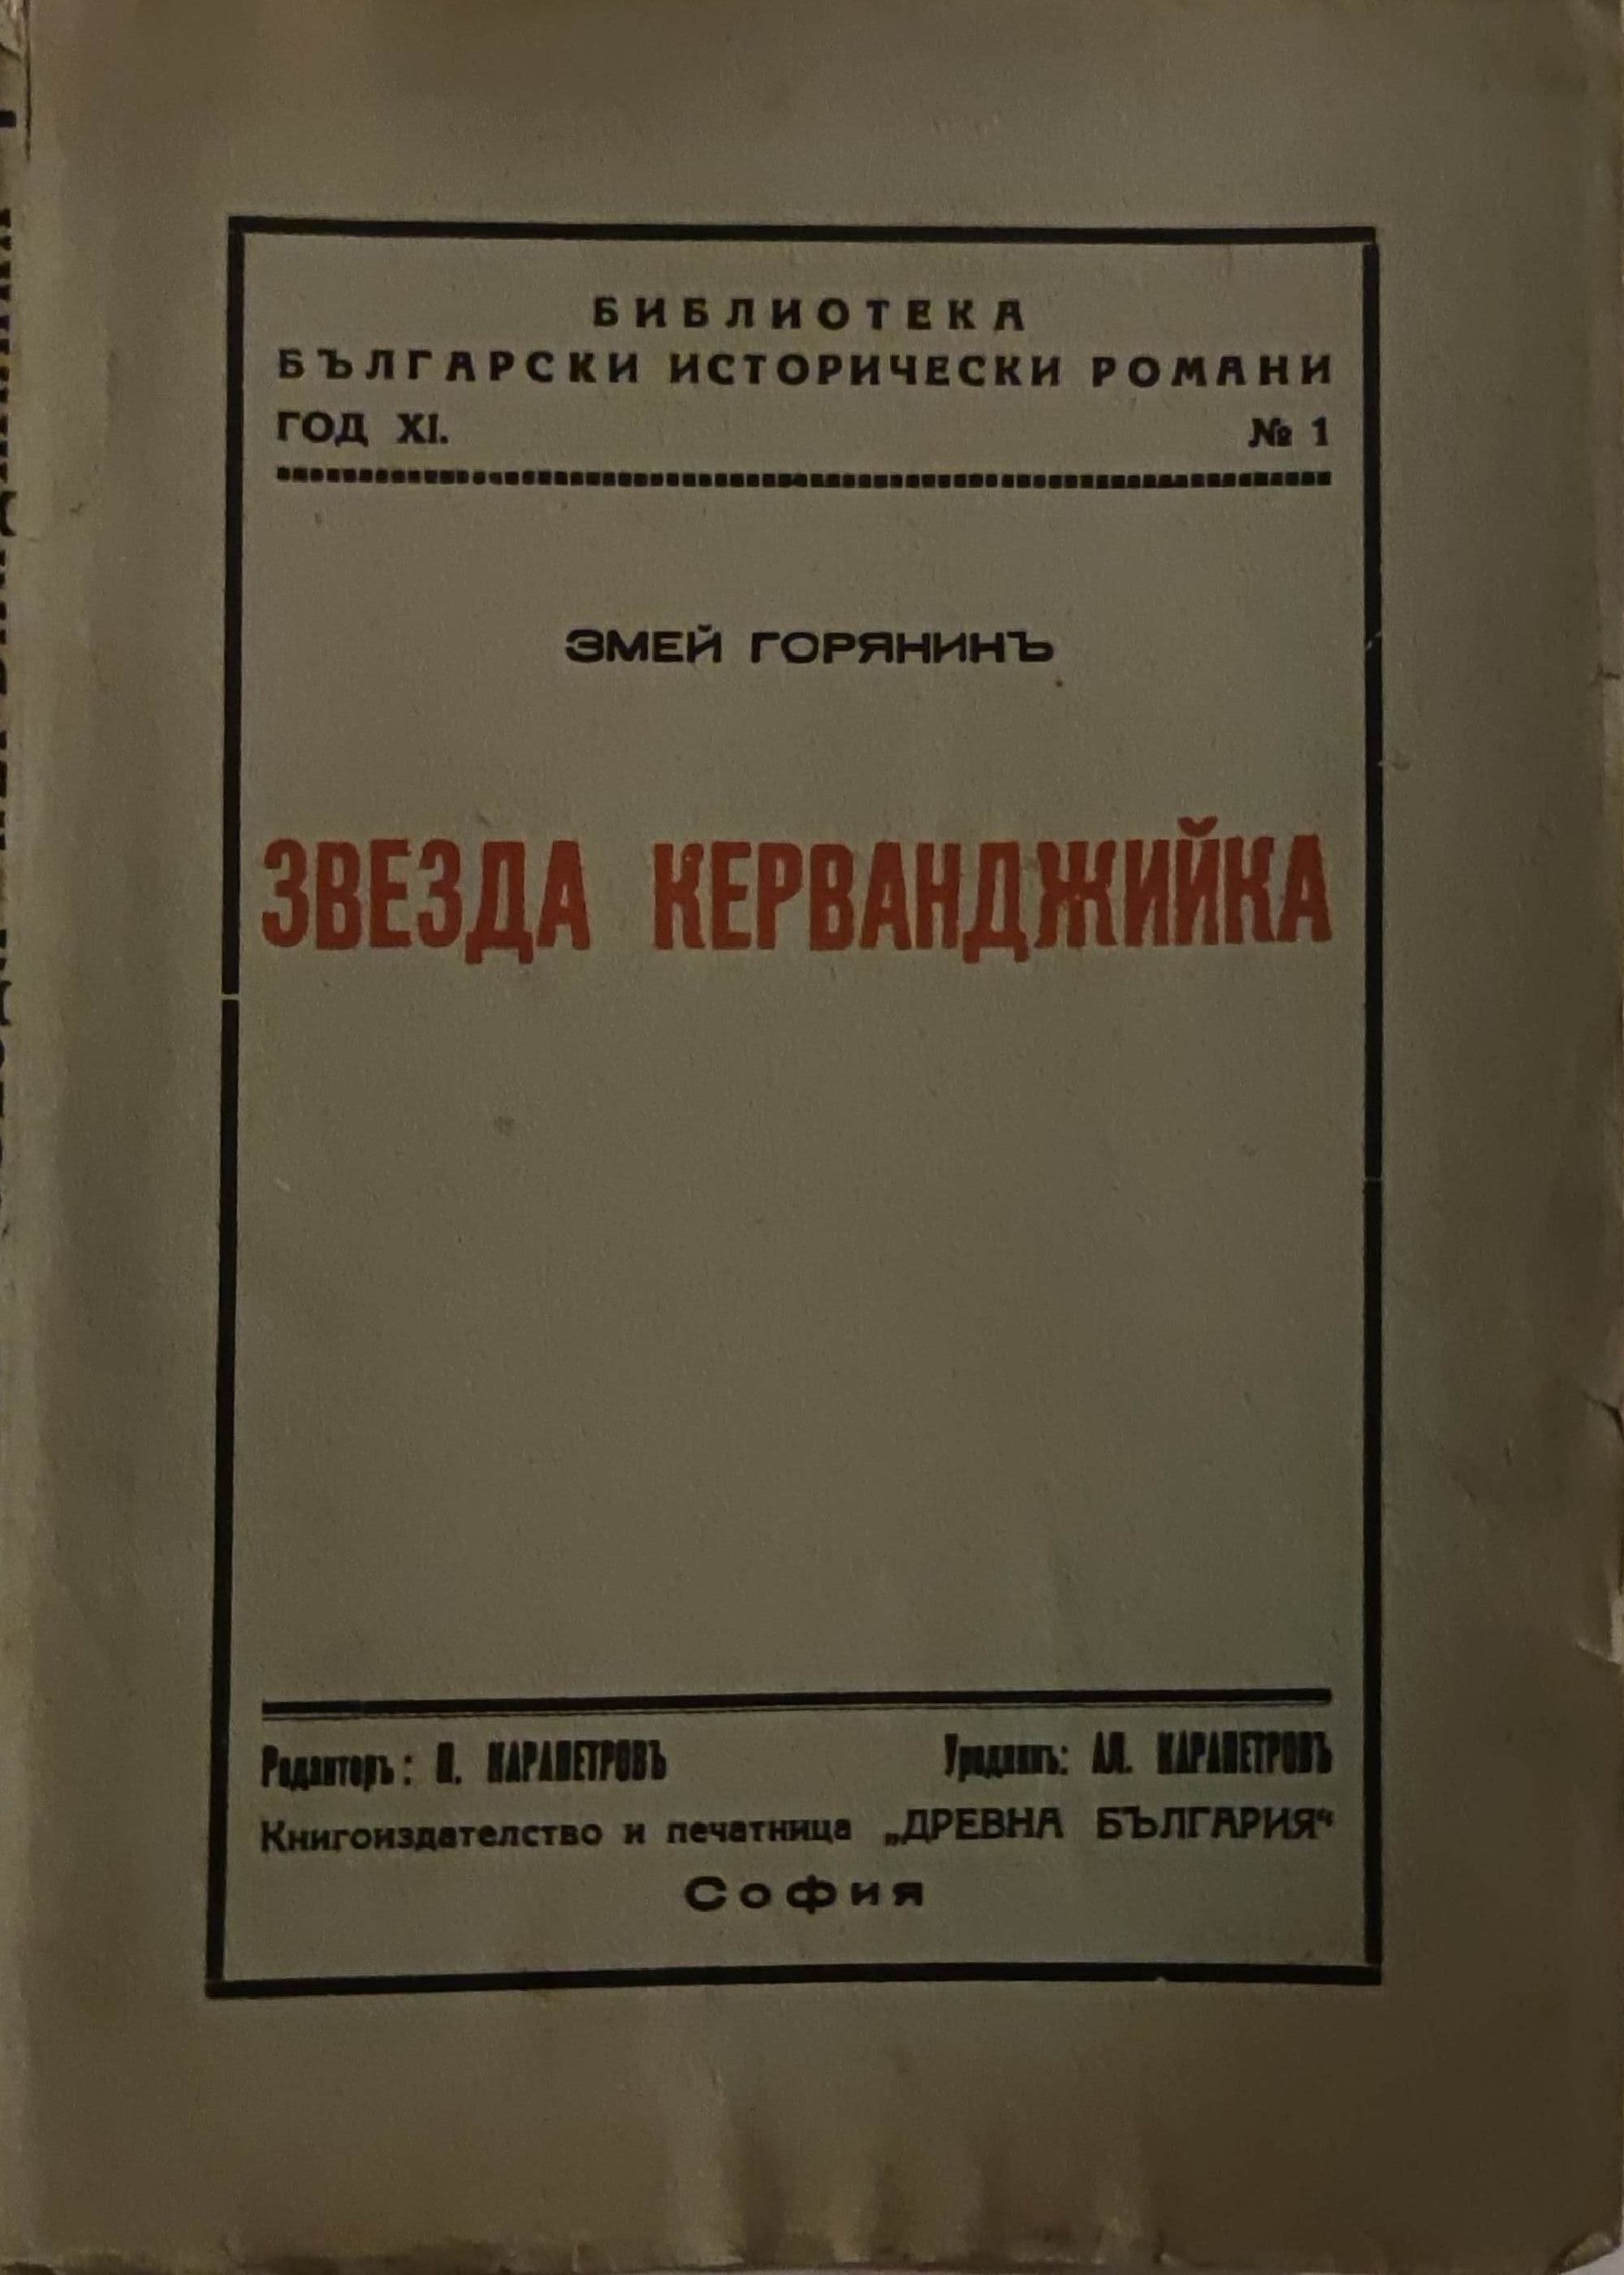 БИБЛИОТЕКА
БЪЛГАРСКИ ИСТОРИЧЕСКИ РОМАНИ
ГОД XI. № 1
ЗМЕЙ ГОРЯНИНЪ
ЗВЕЗДА КЕРВАНДЖИЙКА
Редакторъ: П. КАРАПЕТРОВЪ Уредникъ: АЛ. КАРАПЕТРОВЪ
Книгоиздателство и печатница „ДРЕВНА БЪЛГАРИЯ“
София